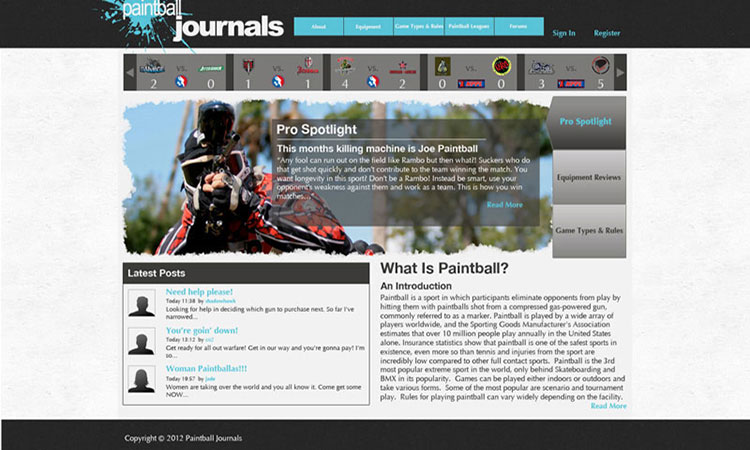 paintball
journals
About Equipment Game Types & Rules Paintball Leagues Forums
Sign In Register
VS. VS. VS. VS. VS.
2 0 1 1 4 2 0 0 3 5
Pro Spotlight
This months killing machine is Joe Paintball
"Any fool can run out on the field like Rambo but then what?! Suckers who do
that get shot quickly and don't contribute to the team winning the match. You
want longevity in this sport? Don't be a Rambo! Instead be smart, use your
opponent's weakness against them and work as a team. This is how you win
matches..."
Read More
Pro Spotlight
Equipment Reviews
Game Types & Rules
Latest Posts
Need help please!
Today 11:38 by shadowhawk
Looking for help in deciding which gun to purchase next. So far I've
narrowed...
You're goin' down!
Today 13:12 by
Get ready for all out warfare! Get in our way and you're gonna pay! I'm
so...
Woman Paintballas!!!
Today 19:57 by jade
Women are taking over the world and you all know it. Come get some
NOW...
What Is Paintball?
An Introduction
Paintball is a sport in which participants eliminate opponents from play by
hitting them with paintballs shot from a compressed gas-powered gun,
commonly referred to as a marker. Paintball is played by a wide array of
players worldwide, and the Sporting Goods Manufacturer's Association
estimates that over 10 million people play annually in the United States
alone. Insurance statistics show that paintball is one of the safest sports in
existence, even more so than tennis and injuries from the sport are
incredibly low compared to other full contact sports. Paintball is the 3rd
most popular extreme sport in the world, only behind Skateboarding and
BMX in its popularity. Games can be played either indoors or outdoors and
take various forms. Some of the most popular are scenario and tournament
play. Rules for playing paintball can vary widely depending on the facility.
Read More
Copyright © 2012 Paintball Journals